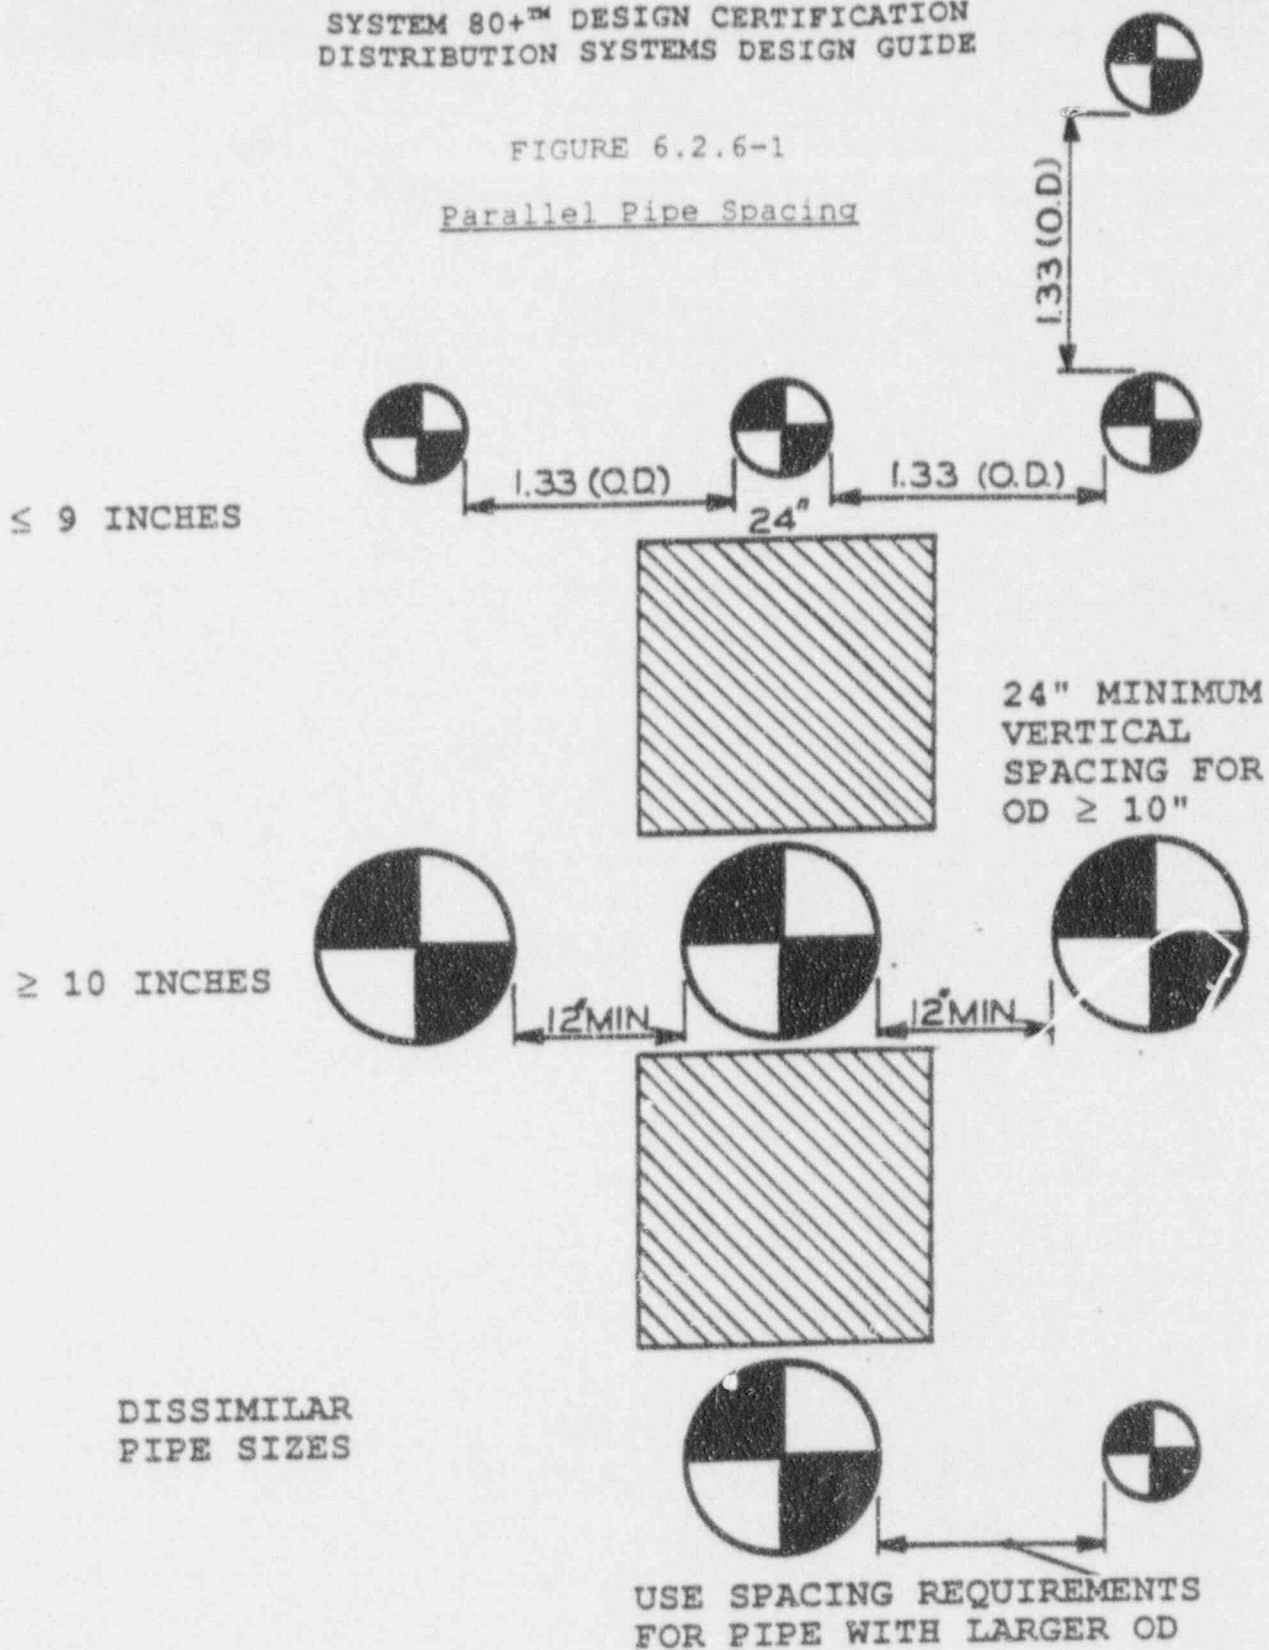 SYSTEM 80+™ DESIGN CERTIFICATION
DISTRIBUTION SYSTEMS DESIGN GUIDE
FIGURE 6.2.6-1
Parallel Pipe Spacing
1.33 (O.D.)
1.33 (O.D.)
1.33 (O.D.)
≤ 9 INCHES
24"
24" MINIMUM
VERTICAL
SPACING FOR
OD ≥ 10"
≥ 10 INCHES
12" MIN.
12" MIN.
DISSIMILAR
PIPE SIZES
USE SPACING REQUIREMENTS
FOR PIPE WITH LARGER OD